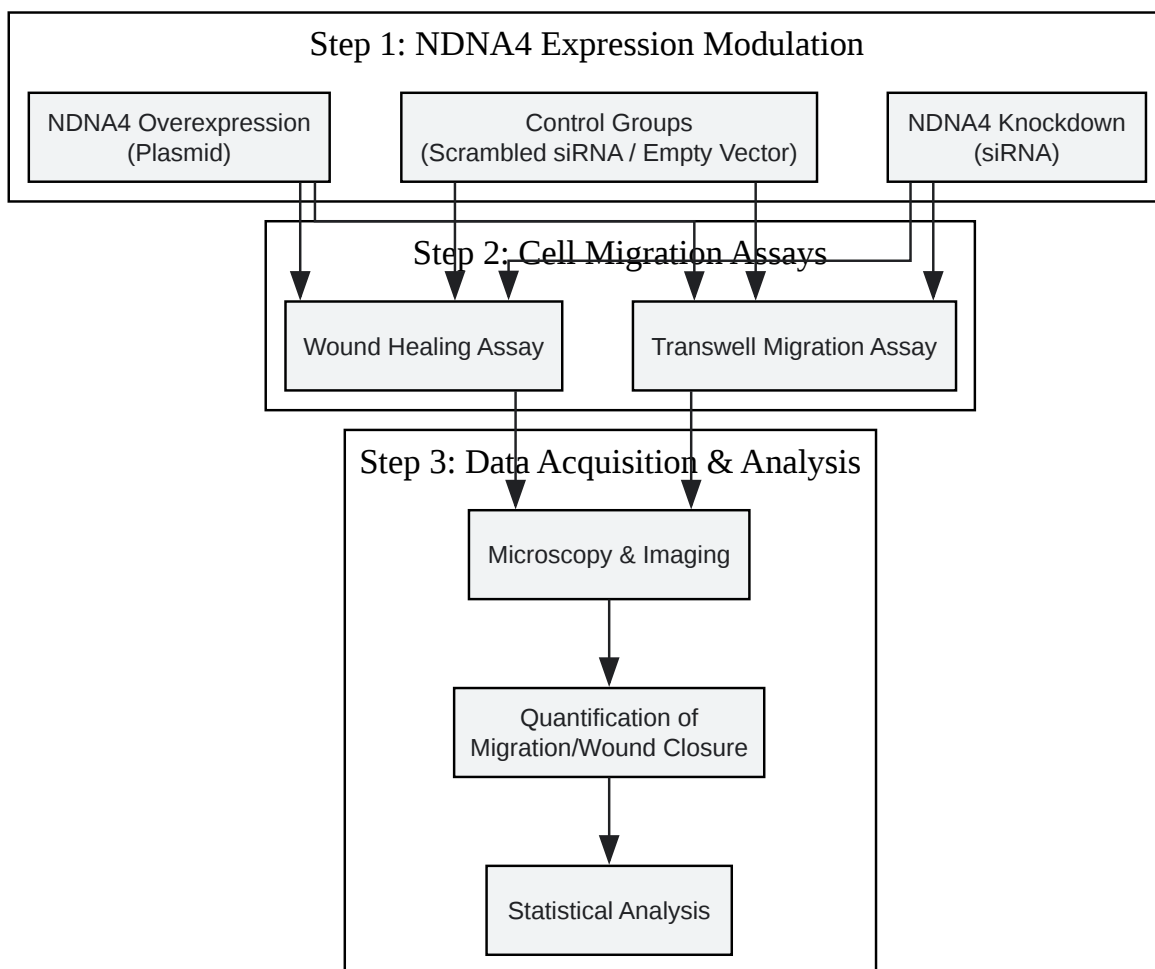 Step 1: NDNA4 Expression Modulation
NDNA4 Overexpression
(Plasmid)
Control Groups
(Scrambled siRNA / Empty Vector)
NDNA4 Knockdown
(siRNA)
Step 2: Cell Migration Assays
Wound Healing Assay
Transwell Migration Assay
Step 3: Data Acquisition & Analysis
Microscopy & Imaging
Quantification of
Migration/Wound Closure
Statistical Analysis